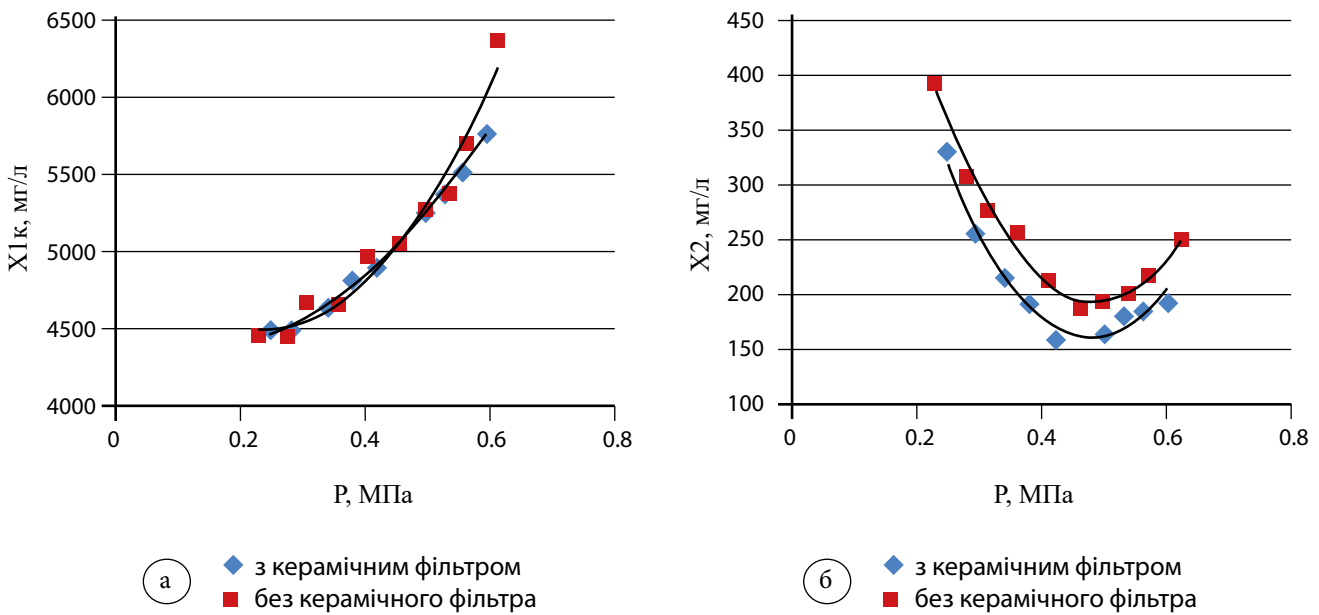 6500
6000
5500
5000
4500
4000
X1к, мг/л
0
0.2
0.4
0.6
0.8
P, МПа
а
з керамічним фільтром
без керамічного фільтра
450
400
350
300
250
200
150
100
X2, мг/л
0
0.2
0.4
0.6
0.8
P, МПа
б
з керамічним фільтром
без керамічного фільтра